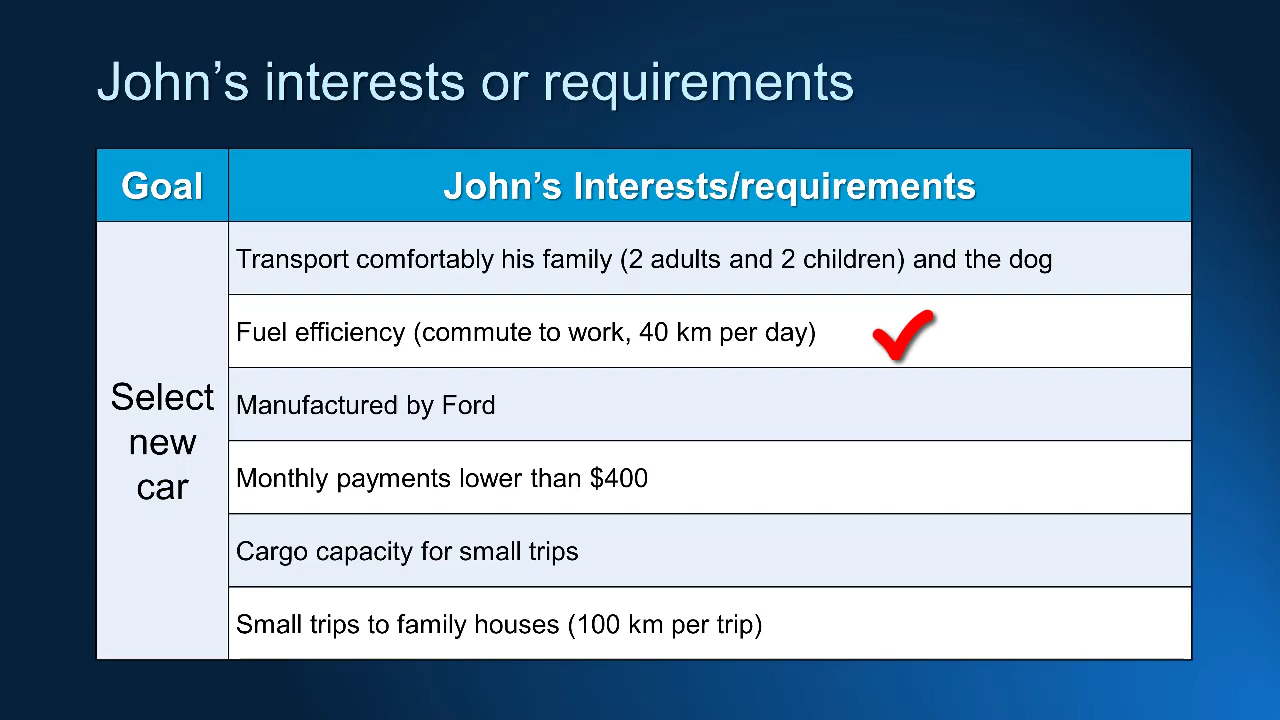 John’s interests or requirements
Goal
John’s Interests/requirements
Select
new
car
Transport comfortably his family (2 adults and 2 children) and the dog
Fuel efficiency (commute to work, 40 km per day)
Manufactured by Ford
Monthly payments lower than $400
Cargo capacity for small trips
Small trips to family houses (100 km per trip)